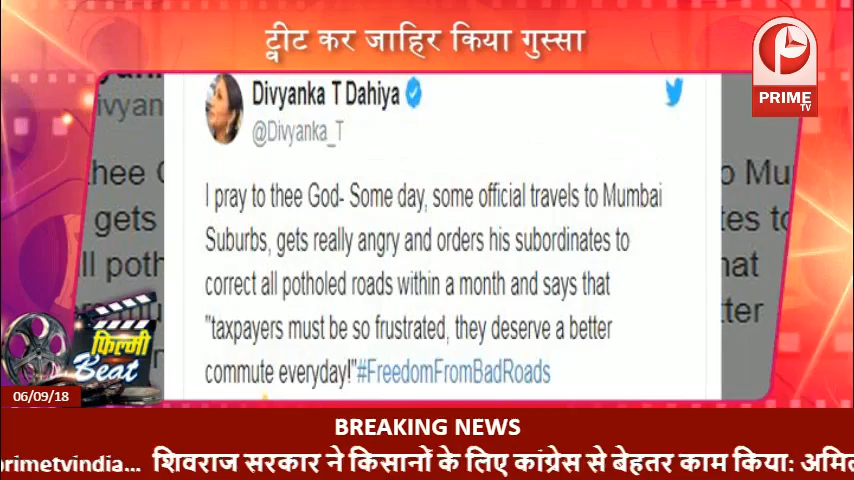 ट्वीट कर जाहिर किया गुस्सा
PRIME
TV
Divyanka T Dahiya
@Divyanka_T
I pray to thee God- Some day, some official travels to Mumbai
Suburbs, gets really angry and orders his subordinates to
correct all potholed roads within a month and says that
"taxpayers must be so frustrated, they deserve a better
commute everyday!"#FreedomFromBadRoads
फिल्मी
Beat
06/09/18
BREAKING NEWS
primetvindia... शिवराज सरकार ने किसानों के लिए कांग्रेस से बेहतर काम किया: